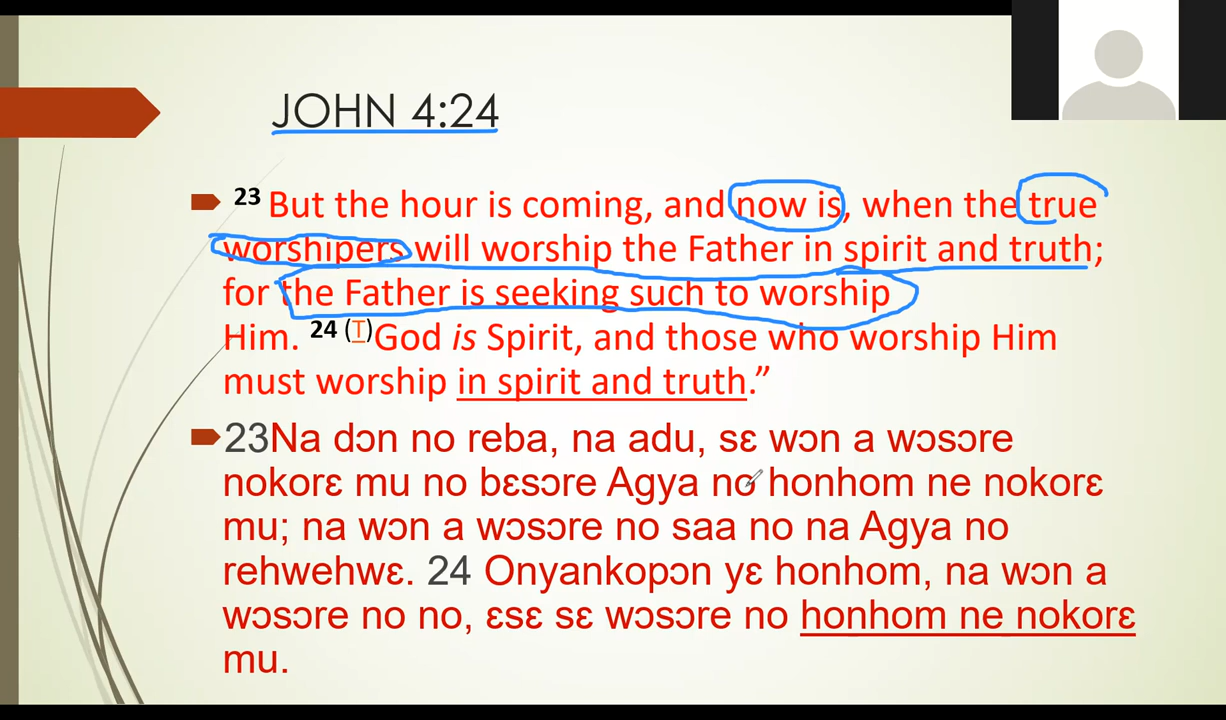 JOHN 4:24
23 But the hour is coming, and now is, when the true
worshipers will worship the Father in spirit and truth;
for the Father is seeking such to worship
Him. 24 (T)God is Spirit, and those who worship Him
must worship in spirit and truth.”
23Na dɔn no reba, na adu, sɛ wɔn a wɔsɔre
nokorɛ mu no bɛsɔre Agya no honhom ne nokorɛ
mu; na wɔn a wɔsɔre no saa no na Agya no
rehwehwɛ. 24 Onyankopɔn yɛ honhom, na wɔn a
wɔsɔre no no, ɛsɛ sɛ wɔsɔre no honhom ne nokorɛ
mu.